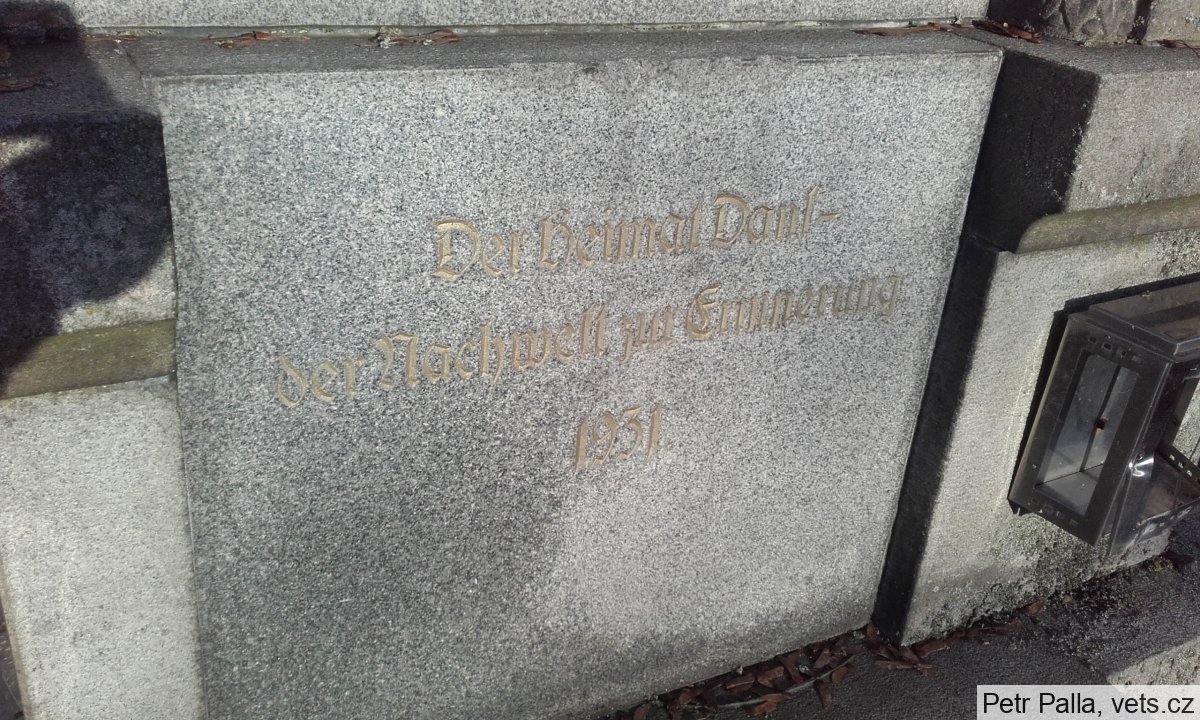 Der Heimat Dank –
der Nachwelt zur Erinnerung
1931.
Petr Palla, vets.cz